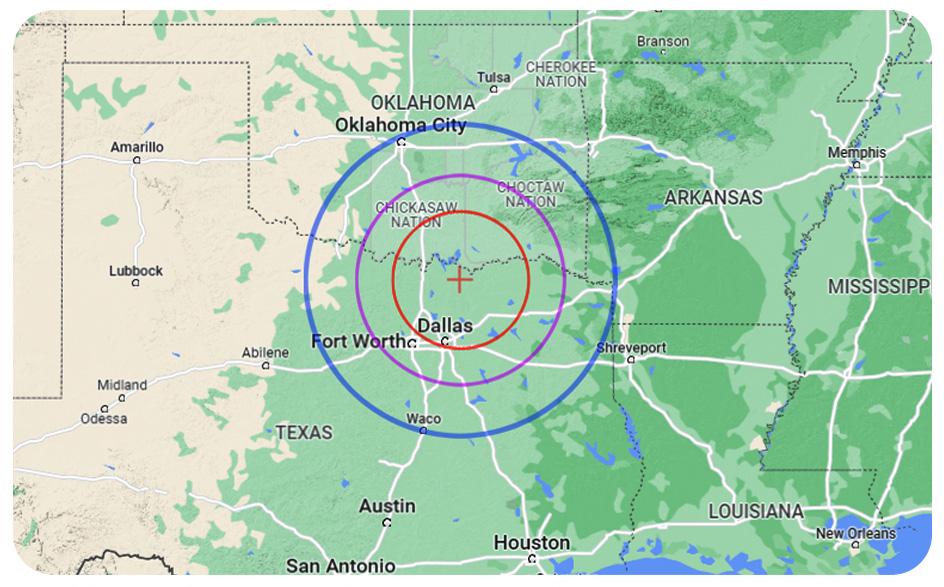 Branson
Tulsa
CHEROKEE
NATION
OKLAHOMA
Oklahoma City
Amarillo
Memphis
CHOCTAW
NATION
ARKANSAS
CHICKASAW
NATION
Lubbock
MISSISSIPP
Dallas
Fort Worth
Shreveport
Abilene
Midland
Odessa
Waco
TEXAS
Austin
LOUISIANA
New Orleans
Houston
San Antonio